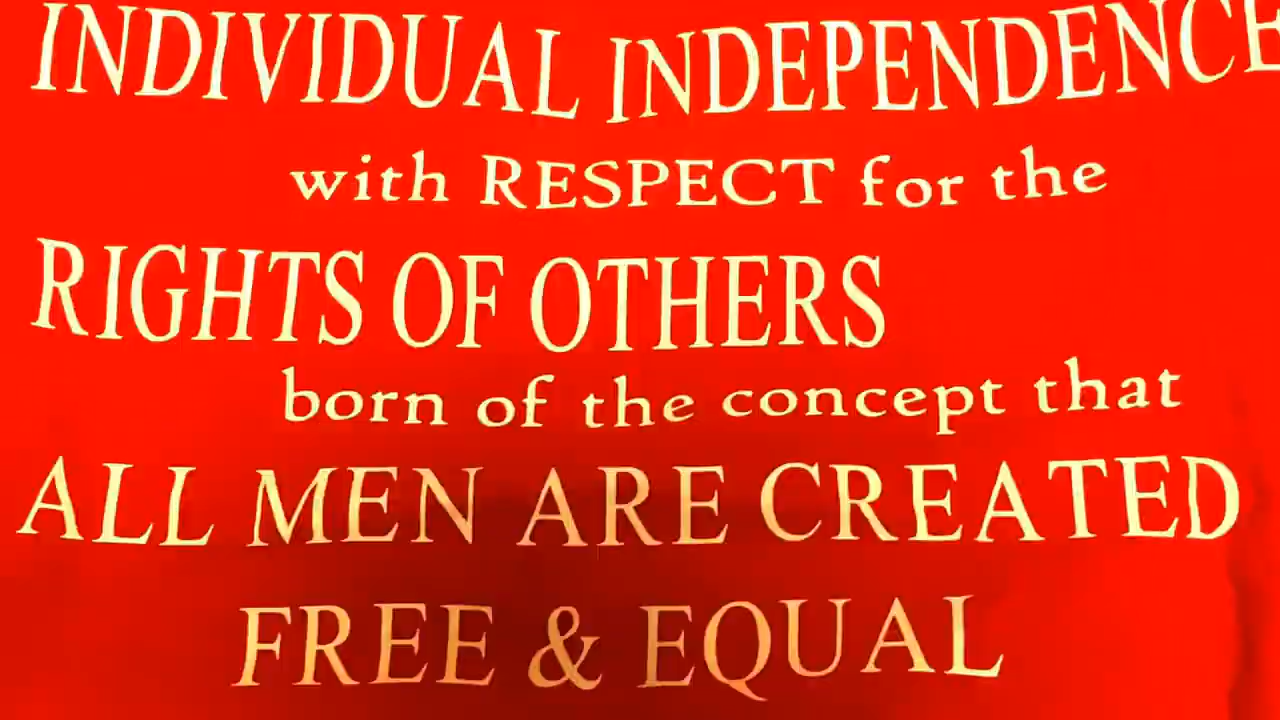 INDIVIDUAL INDEPENDENCE
with RESPECT for the
RIGHTS OF OTHERS
born of the concept that
ALL MEN ARE CREATED
FREE & EQUAL